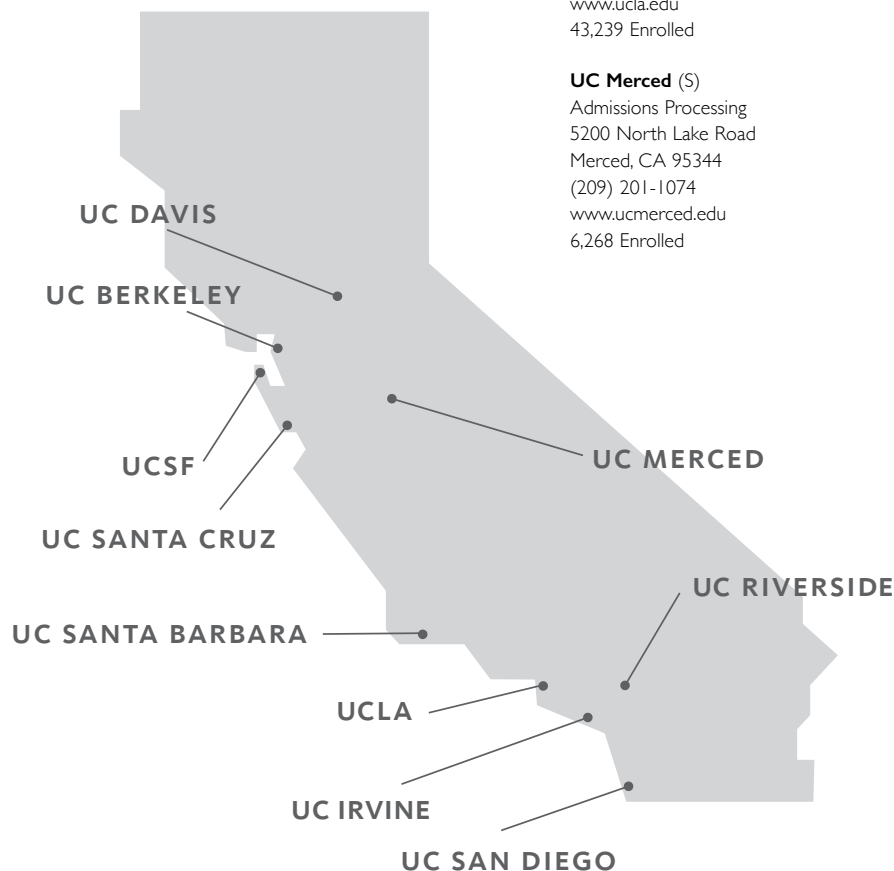 www.ucla.edu
43,239 Enrolled
UC Merced (S)
Admissions Processing
5200 North Lake Road
Merced, CA 95344
(209) 201-1074
www.ucmerced.edu
6,268 Enrolled
UC DAVIS
UC BERKELEY
UCSF
UC MERCED
UC SANTA CRUZ
UC RIVERSIDE
UC SANTA BARBARA
UCLA
UC IRVINE
UC SAN DIEGO